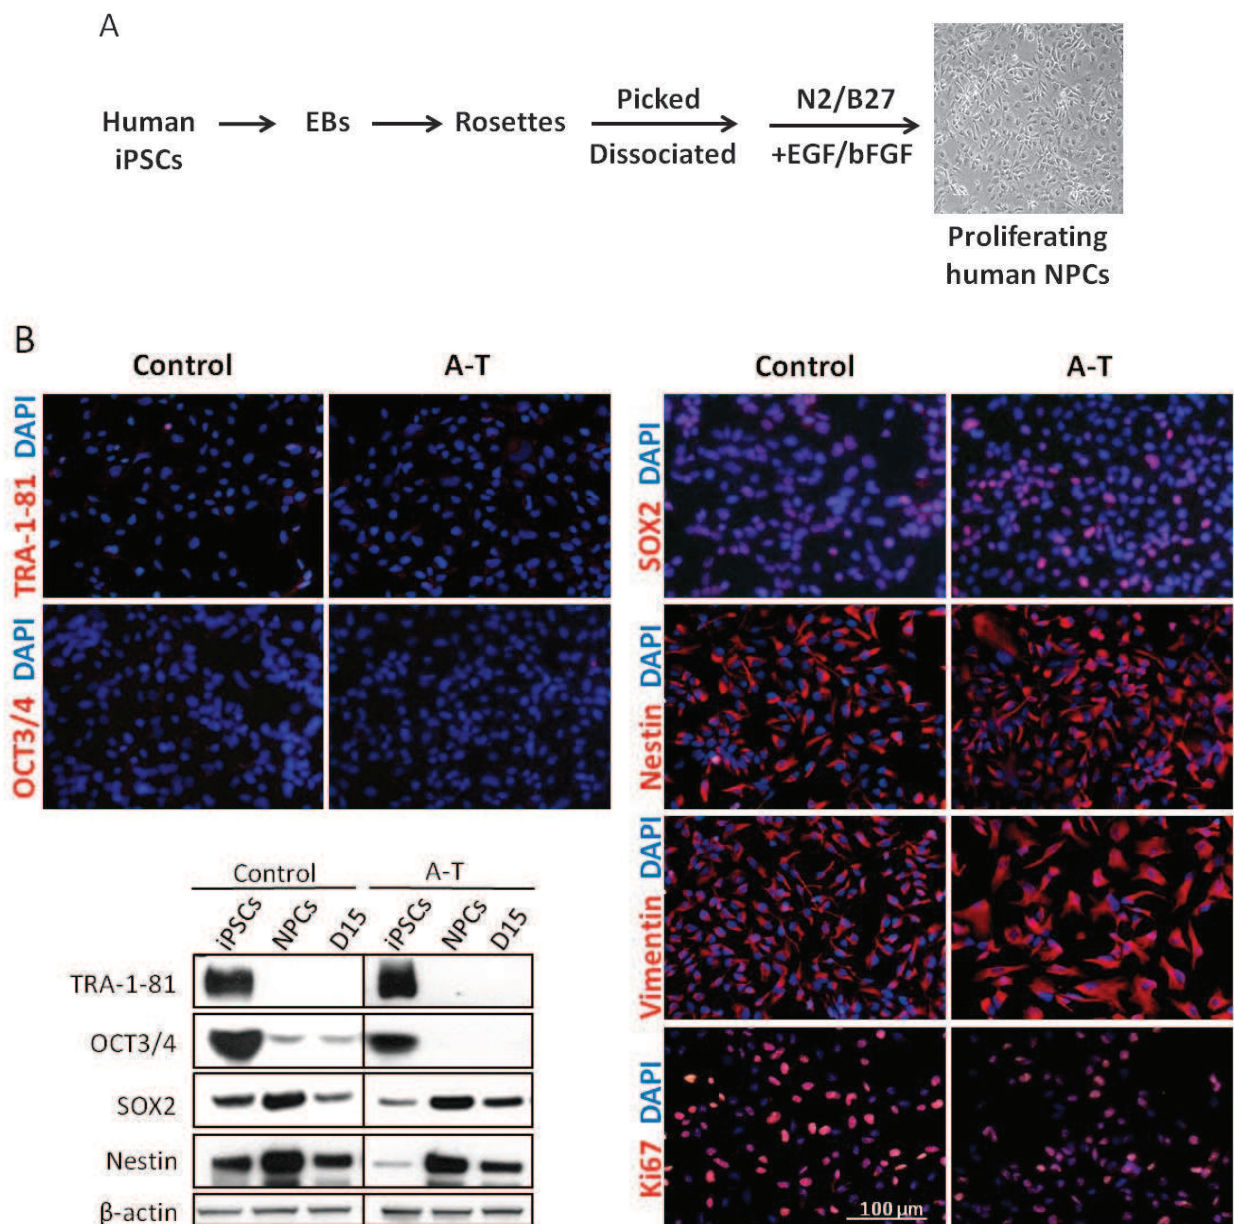 A
Human
iPSCs
EBs
Rosettes
Picked
Dissociated
N2/B27
+EGF/bFGF
Proliferating
human NPCs
B
Control
A-T
TRA-1-81 DAPI
OCT3/4 DAPI
Control
A-T
SOX2 DAPI
Nestin DAPI
Vimentin DAPI
Ki67 DAPI
100 µm
Control
A-T
iPSCs
NPCs
D15
iPSCs
NPCs
D15
TRA-1-81
OCT3/4
SOX2
Nestin
β-actin